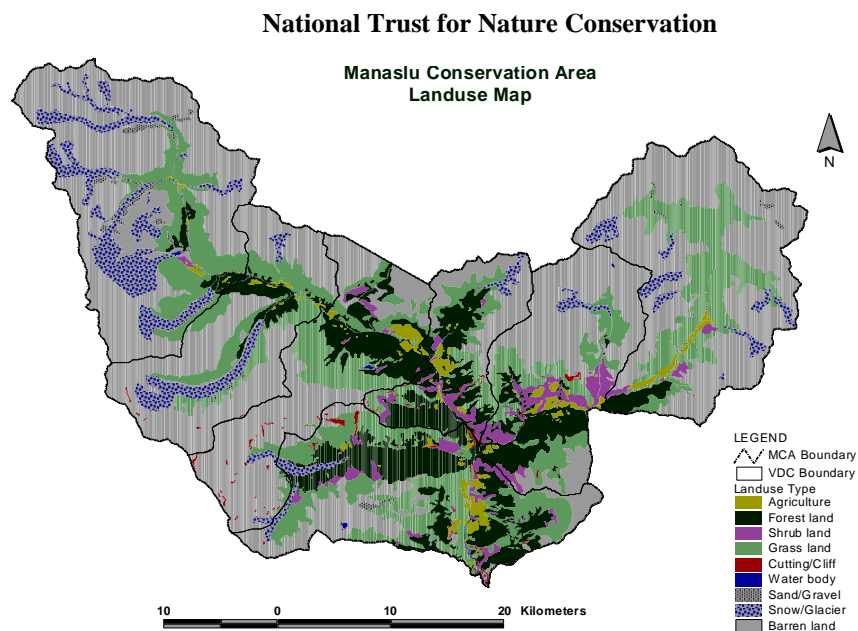 National Trust for Nature Conservation
Manaslu Conservation Area
Landuse Map
N
LEGEND
MCA Boundary
VDC Boundary
Landuse Type
Agriculture
Forest land
Shrub land
Grass land
Cutting/Cliff
Water body
Sand/Gravel
Snow/Glacier
Barren land
10 0 10 20 Kilometers